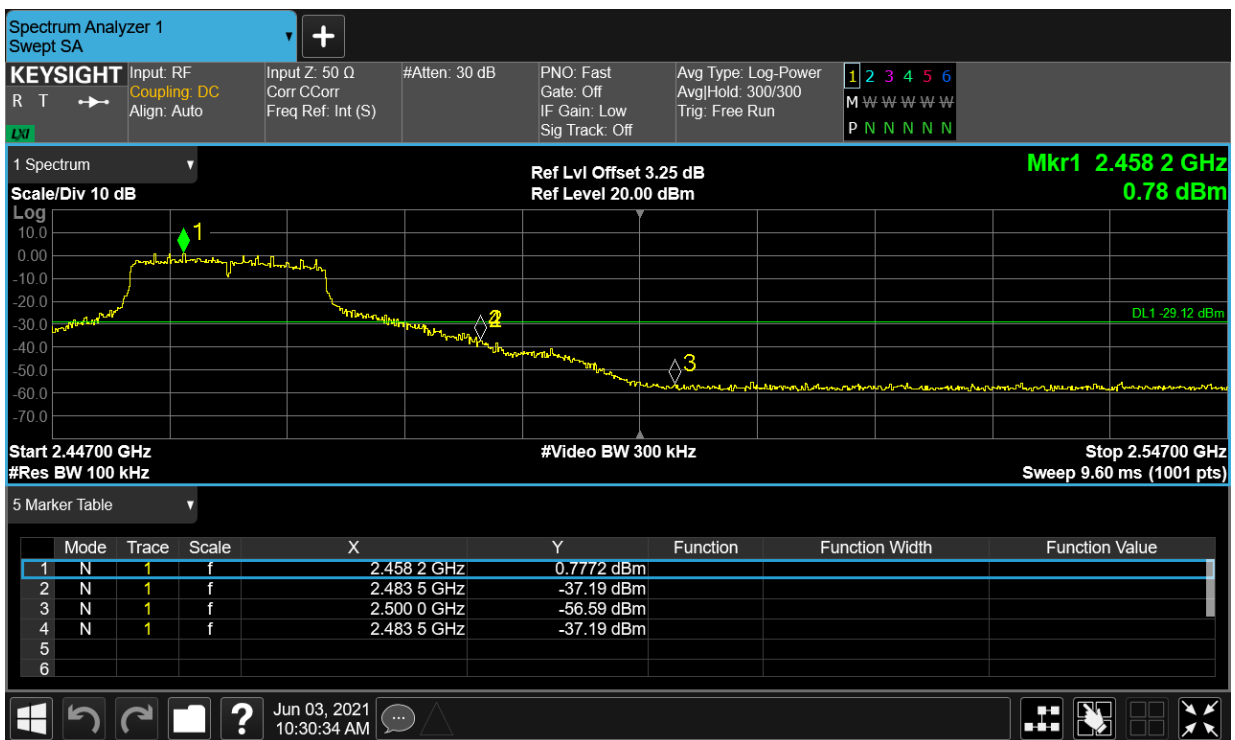 Spectrum Analyzer 1
Swept SA
+
KEYSIGHT Input: RF Input Z: 50 Ω #Atten: 30 dB PNO: Fast Avg Type: Log-Power 1 2 3 4 5 6
R T Coupling: DC Corr CCorr Gate: Off Avg|Hold: 300/300 M W W W W W
Align: Auto Freq Ref: Int (S) IF Gain: Low Trig: Free Run P N N N N N
LXI Sig Track: Off
1 Spectrum Ref Lvl Offset 3.25 dB Mkr1 2.458 2 GHz
Scale/Div 10 dB Ref Level 20.00 dBm 0.78 dBm
Log
10.0
0.00
-10.0
-20.0
-30.0
-40.0
-50.0
-60.0
-70.0
1
2
3
DL1 -29.12 dBm
Start 2.44700 GHz #Video BW 300 kHz Stop 2.54700 GHz
#Res BW 100 kHz Sweep 9.60 ms (1001 pts)
5 Marker Table
Mode Trace Scale X Y Function Function Width Function Value
1 N 1 f 2.458 2 GHz 0.7772 dBm
2 N 1 f 2.483 5 GHz -37.19 dBm
3 N 1 f 2.500 0 GHz -56.59 dBm
4 N 1 f 2.483 5 GHz -37.19 dBm
5
6
? Jun 03, 2021
10:30:34 AM